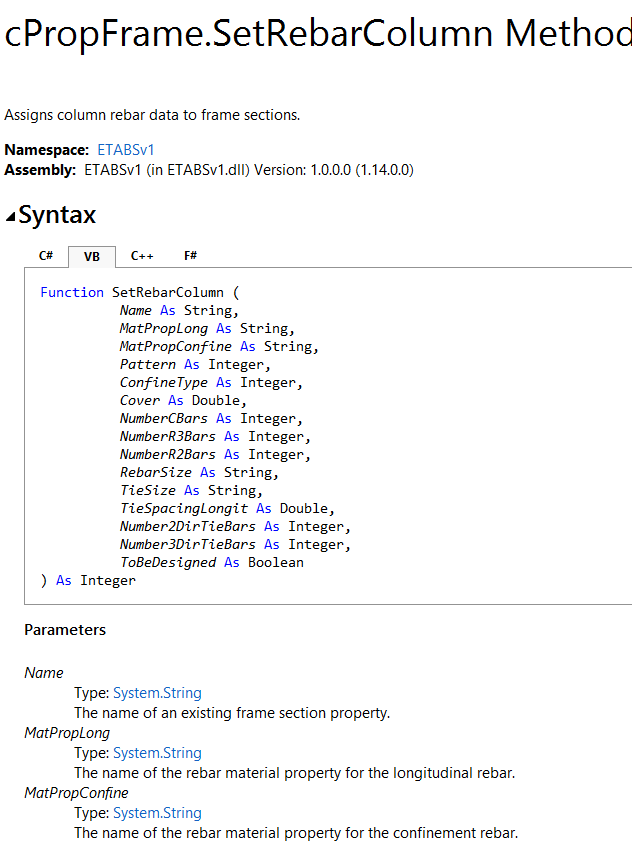 cPropFrame.SetRebarColumn Method
Assigns column rebar data to frame sections.
Namespace: ETABSv1
Assembly: ETABSv1 (in ETABSv1.dll) Version: 1.0.0.0 (1.14.0.0)
Syntax
C# VB C++ F#
Function SetRebarColumn (
Name As String,
MatPropLong As String,
MatPropConfine As String,
Pattern As Integer,
ConfineType As Integer,
Cover As Double,
NumberCBars As Integer,
NumberR3Bars As Integer,
NumberR2Bars As Integer,
RebarSize As String,
TieSize As String,
TieSpacingLongit As Double,
Number2DirTieBars As Integer,
Number3DirTieBars As Integer,
ToBeDesigned As Boolean
) As Integer
Parameters
Name
Type: System.String
The name of an existing frame section property.
MatPropLong
Type: System.String
The name of the rebar material property for the longitudinal rebar.
MatPropConfine
Type: System.String
The name of the rebar material property for the confinement rebar.